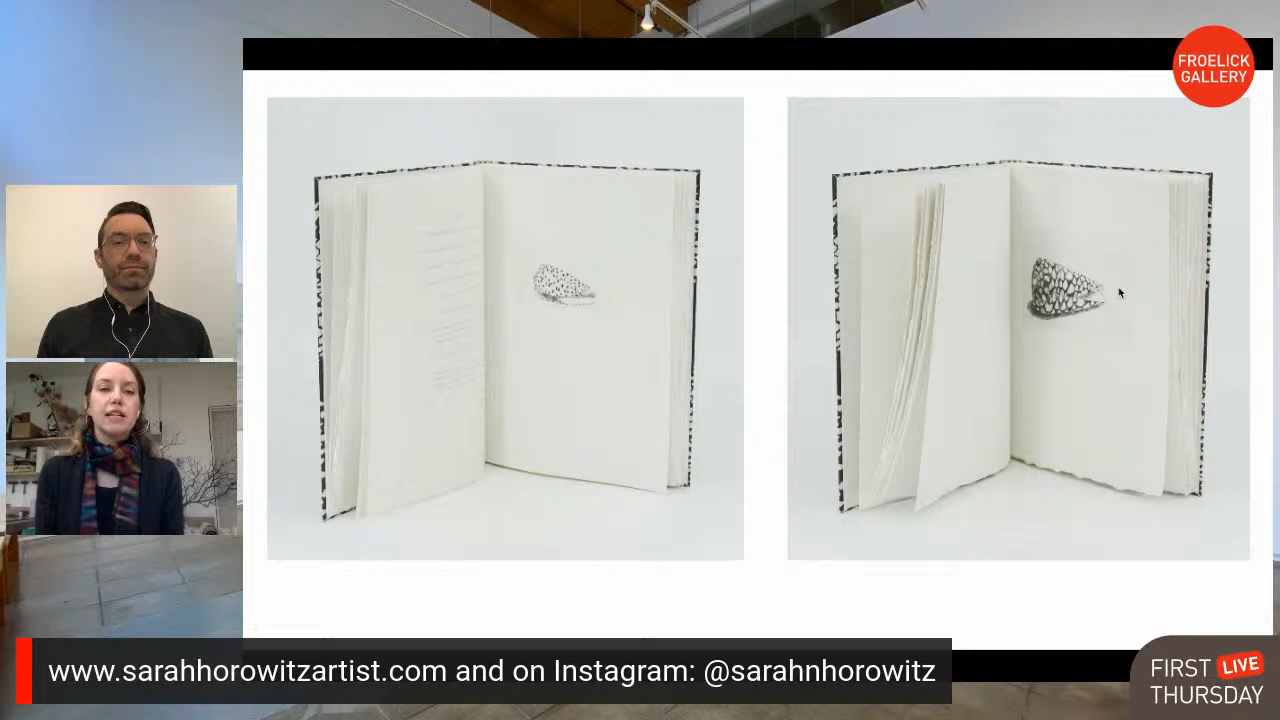 FROELICK
GALLERY
www.sarahhorowitzartist.com and on Instagram: @sarahnhorowitz
FIRST LIVE
THURSDAY